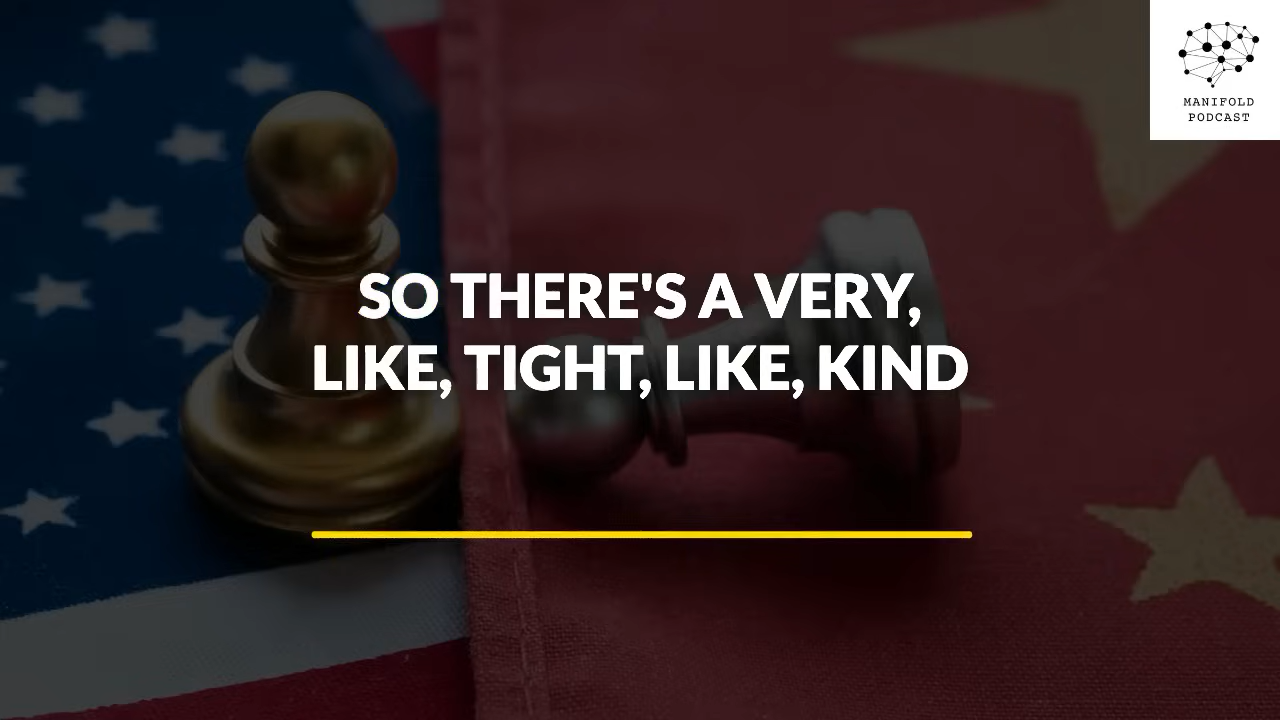 MANIFOLD
PODCAST
SO THERE'S A VERY,
LIKE, TIGHT, LIKE, KIND